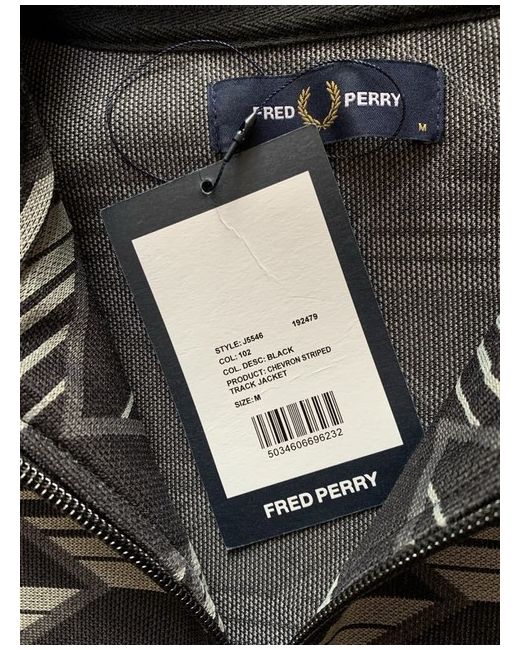 FRED PERRY
M
STYLE: J5546 192479
COL: 102
COL. DESC: BLACK
PRODUCT: CHEVRON STRIPED
TRACK JACKET
SIZE: M
5034606696232
FRED PERRY